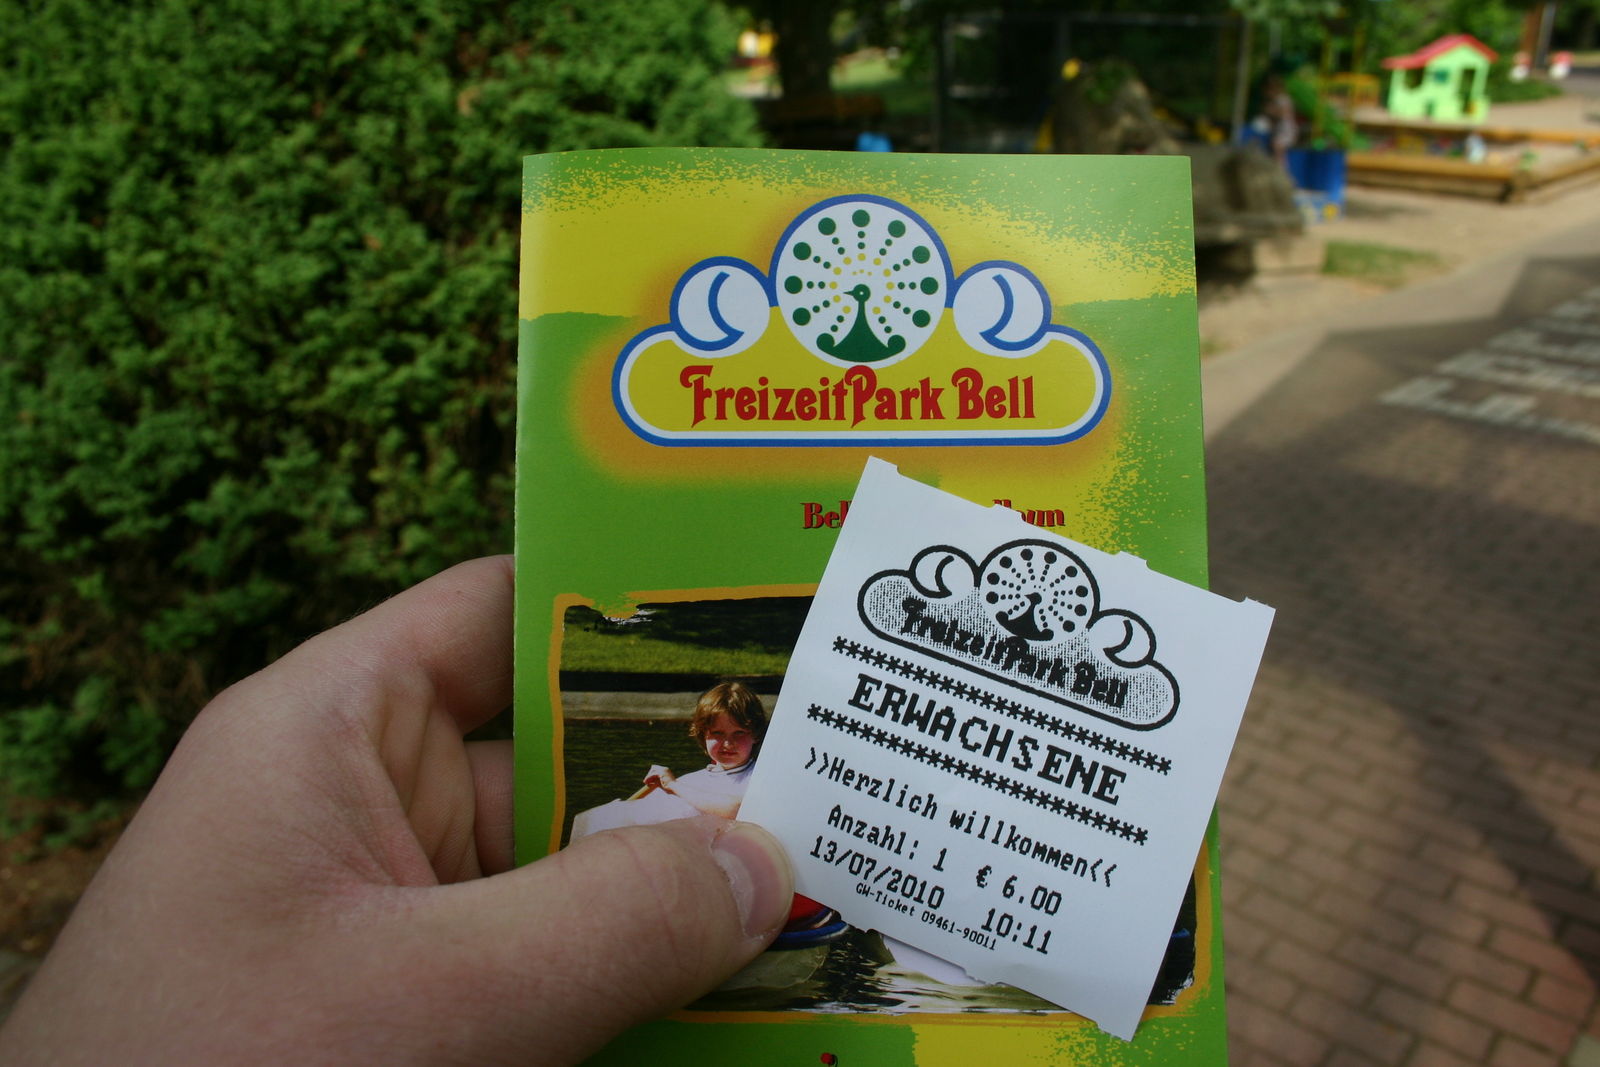 FreizeitPark Bell
FreizeitPark Bell
**************************
ERWACHSENE
**************************
>>Herzlich willkommen<<
Anzahl: 1 € 6.00
13/07/2010 10:11
GW-Ticket 09461-90011